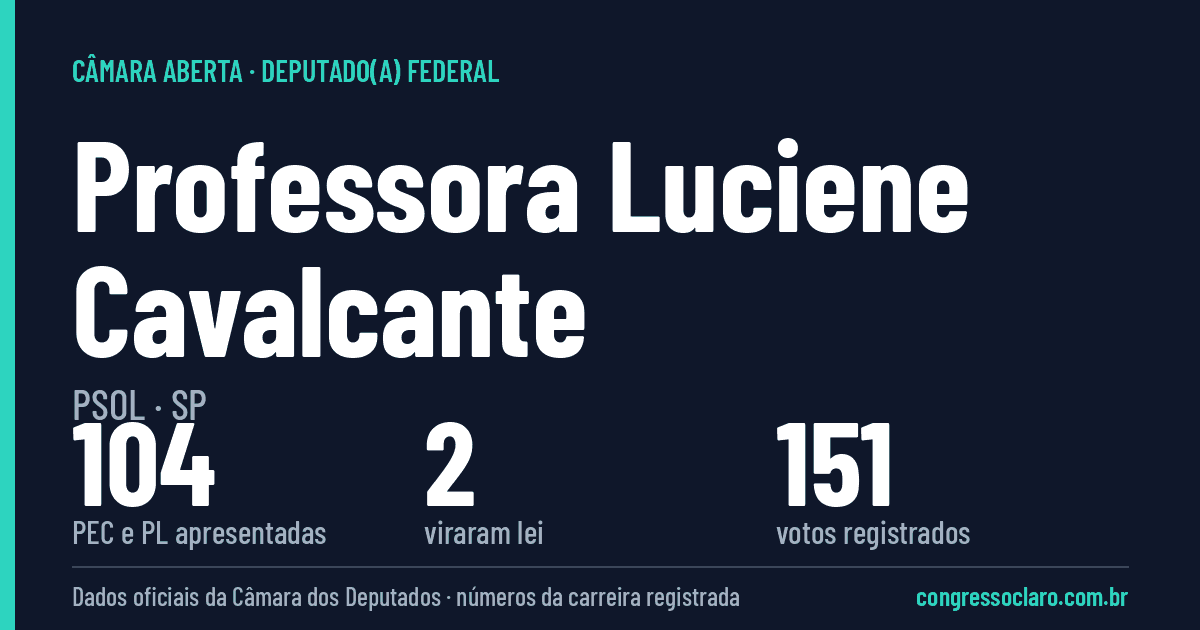 CÂMARA ABERTA · DEPUTADO(A) FEDERAL
Professora Luciene
Cavalcante
PSOL · SP
104 2 151
PEC e PL apresentadas viraram lei votos registrados
Dados oficiais da Câmara dos Deputados · números da carreira registrada congressoclaro.com.br